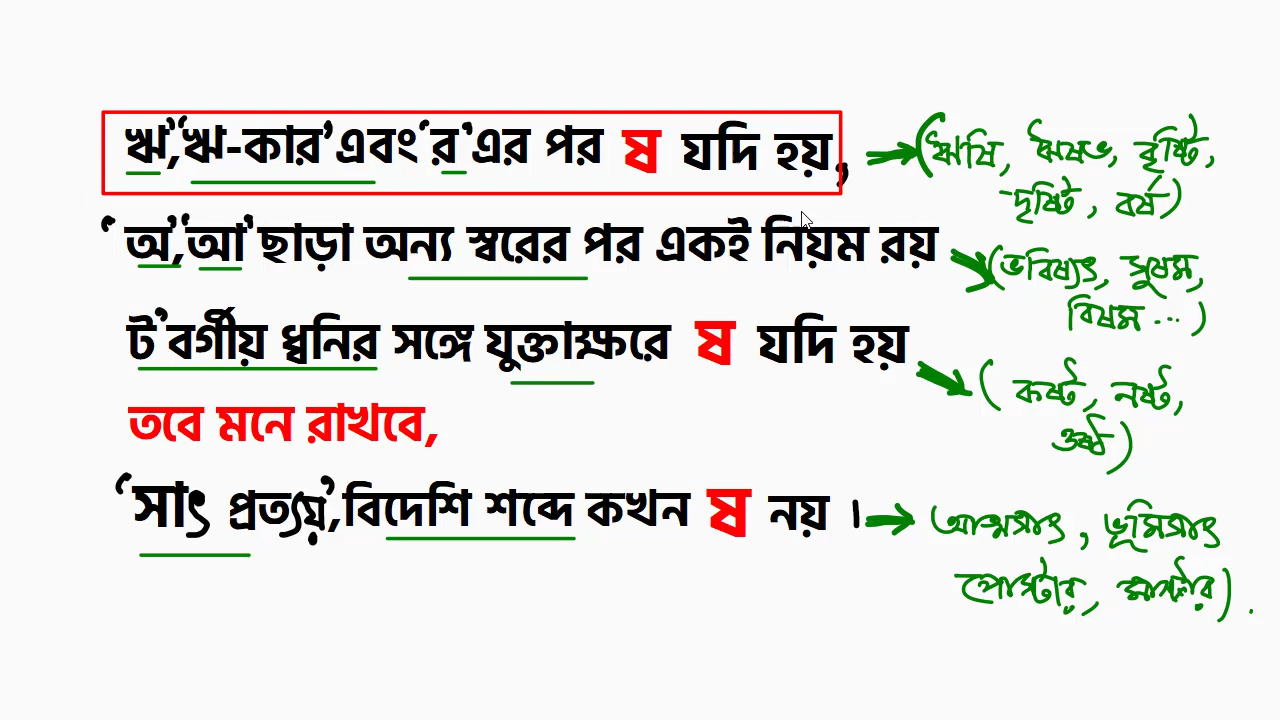 ঋ’,‘ঋ-কার’এবং‘র’এর পর ষ যদি হয়, → (ঋষি, ঋষভ, বৃষ্টি,
দৃষ্টি, বর্ষ)
‘অ’,‘আ’ ছাড়া অন্য স্বরের পর একই নিয়ম রয় → (ভবিষ্যৎ, সুষম,
বিষম ...)
ট’বর্গীয় ধ্বনির সঙ্গে যুক্তাক্ষরে ষ যদি হয় → (কষ্ট, নষ্ট,
ওষ্ঠ)
তবে মনে রাখবে,
‘সাৎ প্রত্যয়’,বিদেশি শব্দে কখন ষ নয় । → আত্মসাৎ, ভূমিসাৎ
পোস্টার, মাস্টার).